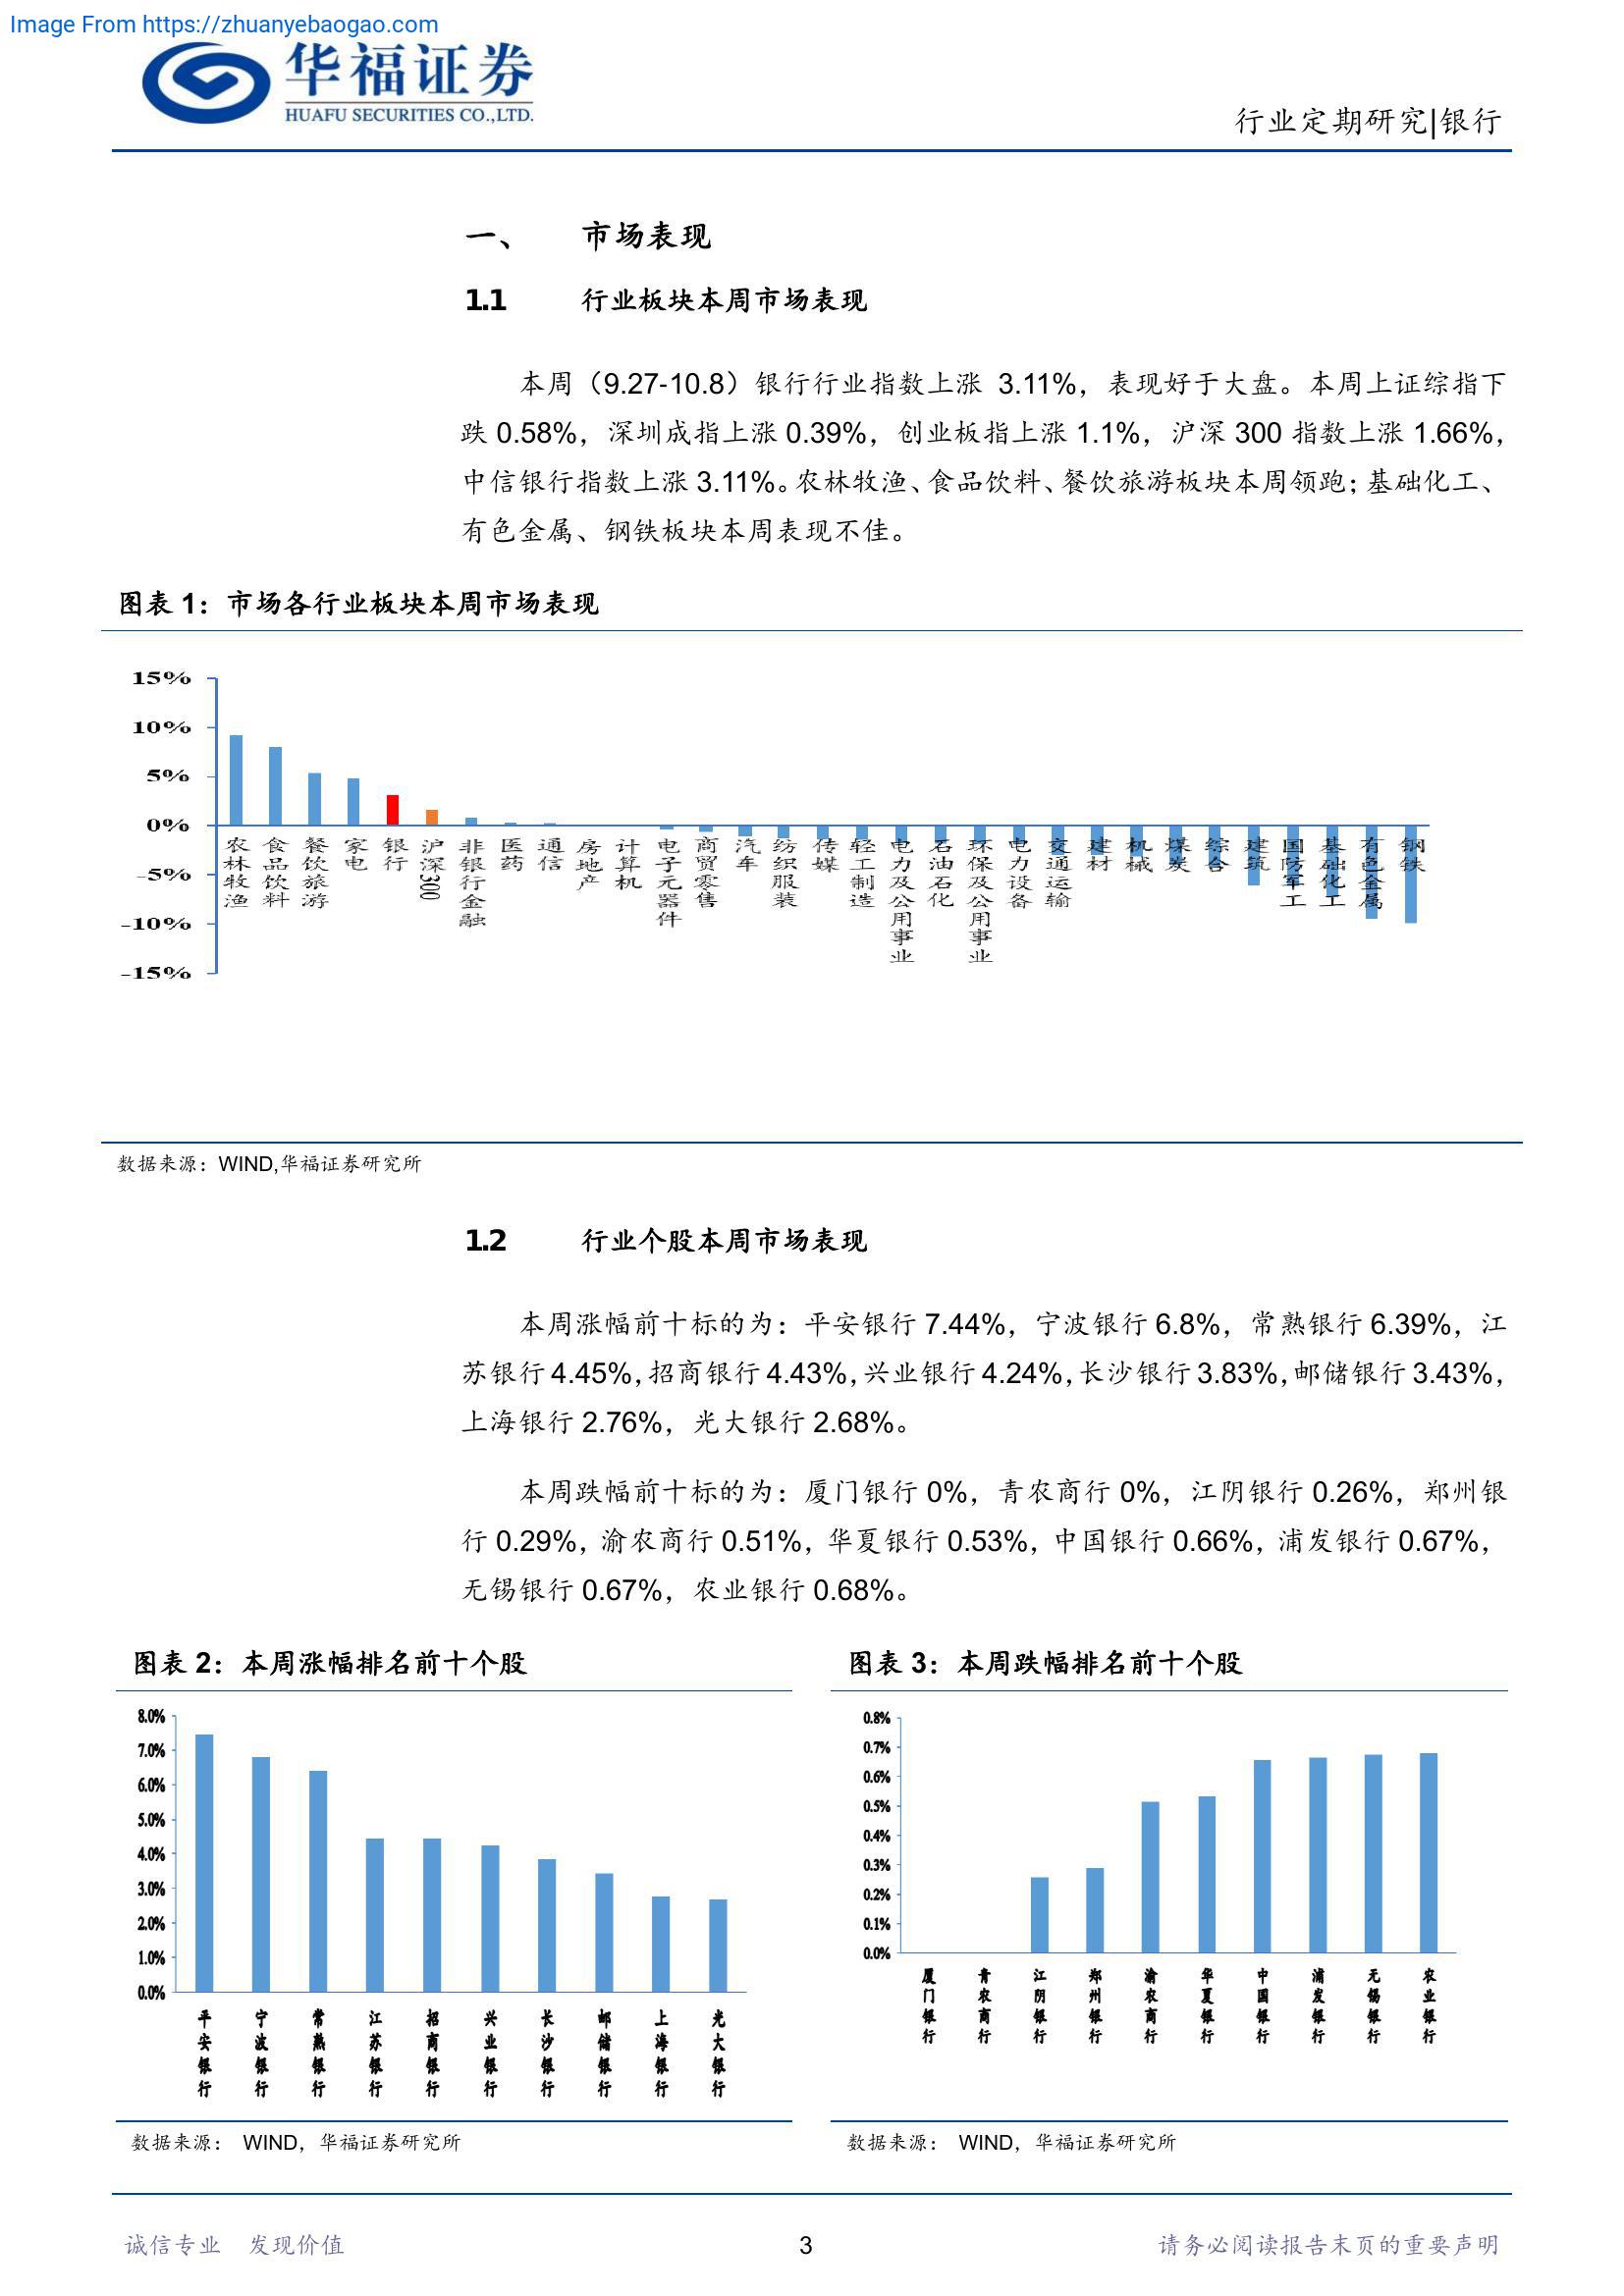 Image From https://zhuanyebaogao.com
华福证券
HUAFU SECURITIES CO.,LTD.
行业定期研究|银行
一、 市场表现
1.1 行业板块本周市场表现
本周（9.27-10.8）银行行业指数上涨 3.11%，表现好于大盘。本周上证综指下
跌 0.58%，深圳成指上涨 0.39%，创业板指上涨 1.1%，沪深 300 指数上涨 1.66%，
中信银行指数上涨 3.11%。农林牧渔、食品饮料、餐饮旅游板块本周领跑；基础化工、
有色金属、钢铁板块本周表现不佳。
图表 1：市场各行业板块本周市场表现
15%
10%
5%
0%
-5%
-10%
-15%
农林牧渔
食品饮料
餐饮旅游
家电
银行
沪深300
非银行金融
医药
通信
房地产
计算机
电子元器件
商贸零售
汽车
纺织服装
传媒
轻工制造
电力及公用事业
石油石化
环保及公用事业
电力设备
交通运输
建材
机械
煤炭
综合
建筑
国防军工
基础化工
有色金属
钢铁
数据来源：WIND,华福证券研究所
1.2 行业个股本周市场表现
本周涨幅前十标的为：平安银行 7.44%，宁波银行 6.8%，常熟银行 6.39%，江
苏银行 4.45%，招商银行 4.43%，兴业银行 4.24%，长沙银行 3.83%，邮储银行 3.43%，
上海银行 2.76%，光大银行 2.68%。
本周跌幅前十标的为：厦门银行 0%，青农商行 0%，江阴银行 0.26%，郑州银
行 0.29%，渝农商行 0.51%，华夏银行 0.53%，中国银行 0.66%，浦发银行 0.67%，
无锡银行 0.67%，农业银行 0.68%。
图表 2：本周涨幅排名前十个股
8.0%
7.0%
6.0%
5.0%
4.0%
3.0%
2.0%
1.0%
0.0%
平安银行
宁波银行
常熟银行
江苏银行
招商银行
兴业银行
长沙银行
邮储银行
上海银行
光大银行
数据来源： WIND，华福证券研究所
图表 3：本周跌幅排名前十个股
0.8%
0.7%
0.6%
0.5%
0.4%
0.3%
0.2%
0.1%
0.0%
厦门银行
青农商行
江阴银行
郑州银行
渝农商行
华夏银行
中国银行
浦发银行
无锡银行
农业银行
数据来源： WIND，华福证券研究所
诚信专业 发现价值
3
请务必阅读报告末页的重要声明